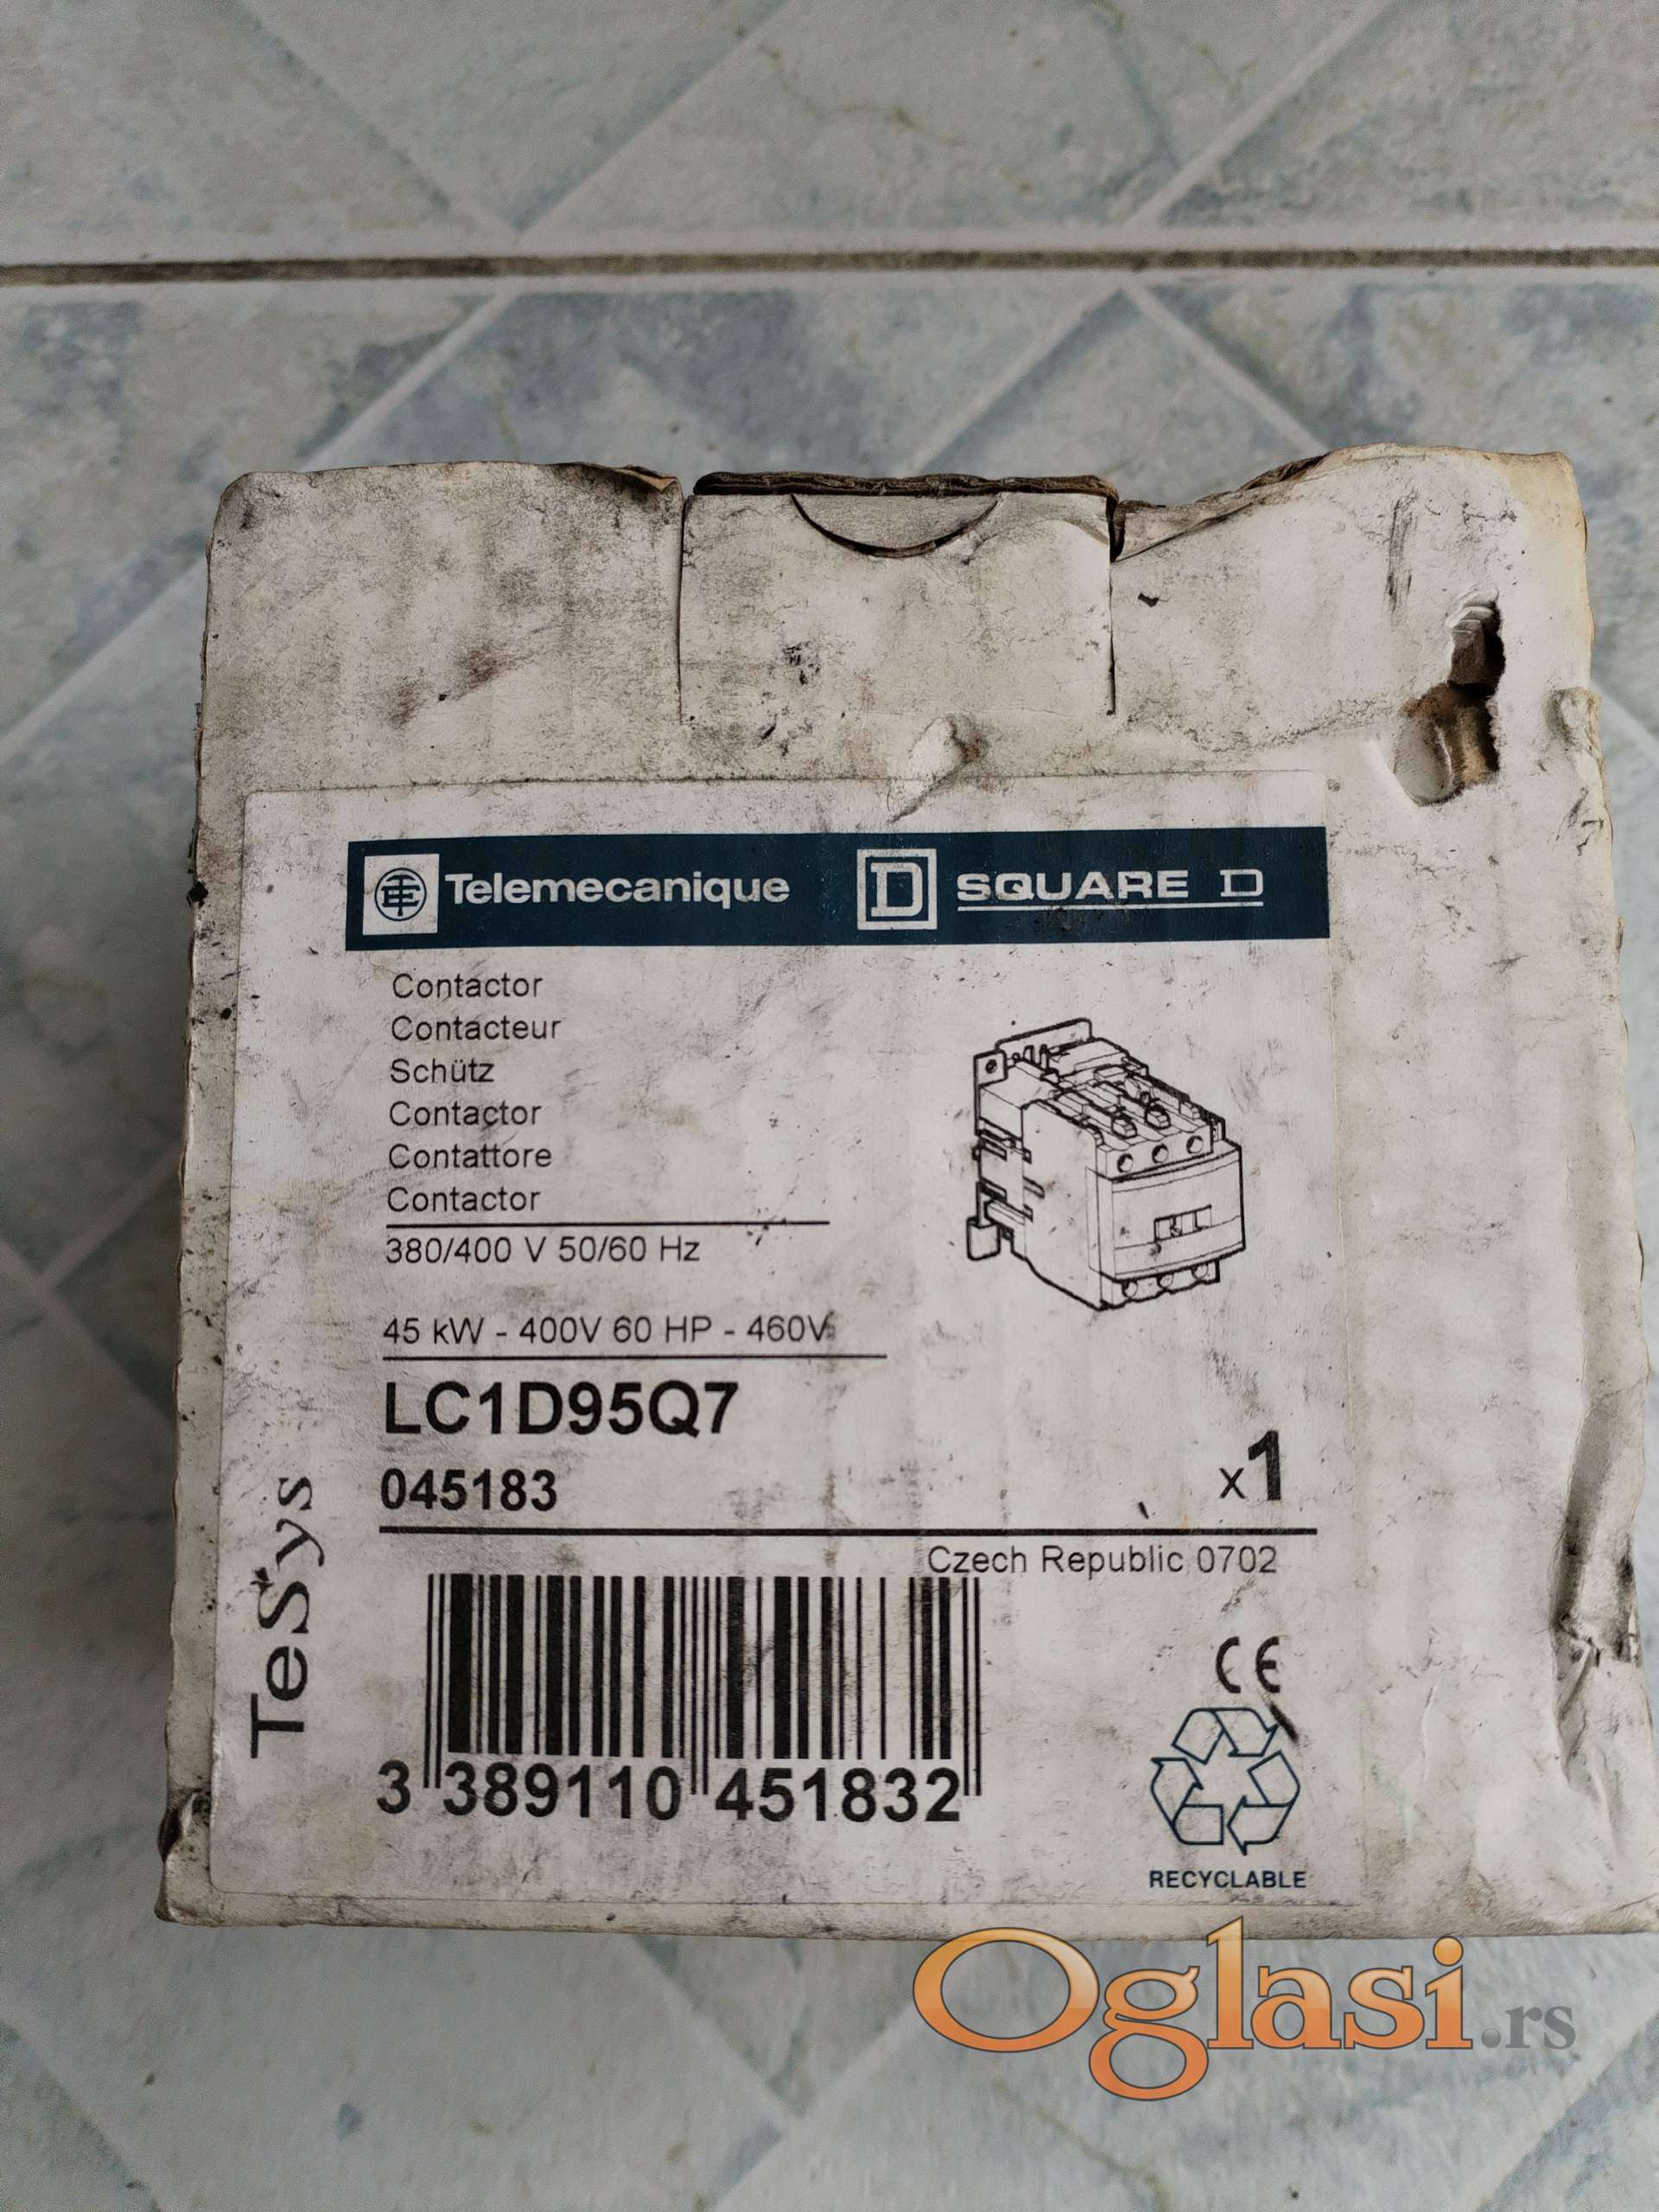 Telemecanique D SQUARE D
Contactor
Contacteur
Schütz
Contactor
Contattore
Contactor
380/400 V 50/60 Hz
45 kW - 400V 60 HP - 460V
LC1D95Q7
045183
x1
Czech Republic 0702
TeSys
CE
3 389110 451832
RECYCLABLE
Oglasi.rs